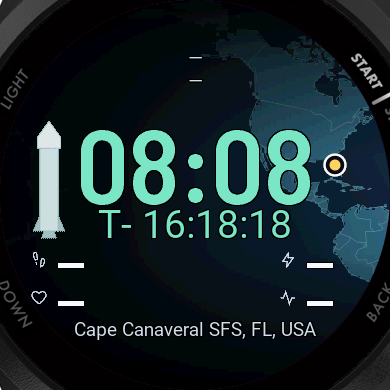 LIGHT
START
08:08
T- 16:18:18
DOWN
BACK
Cape Canaveral SFS, FL, USA